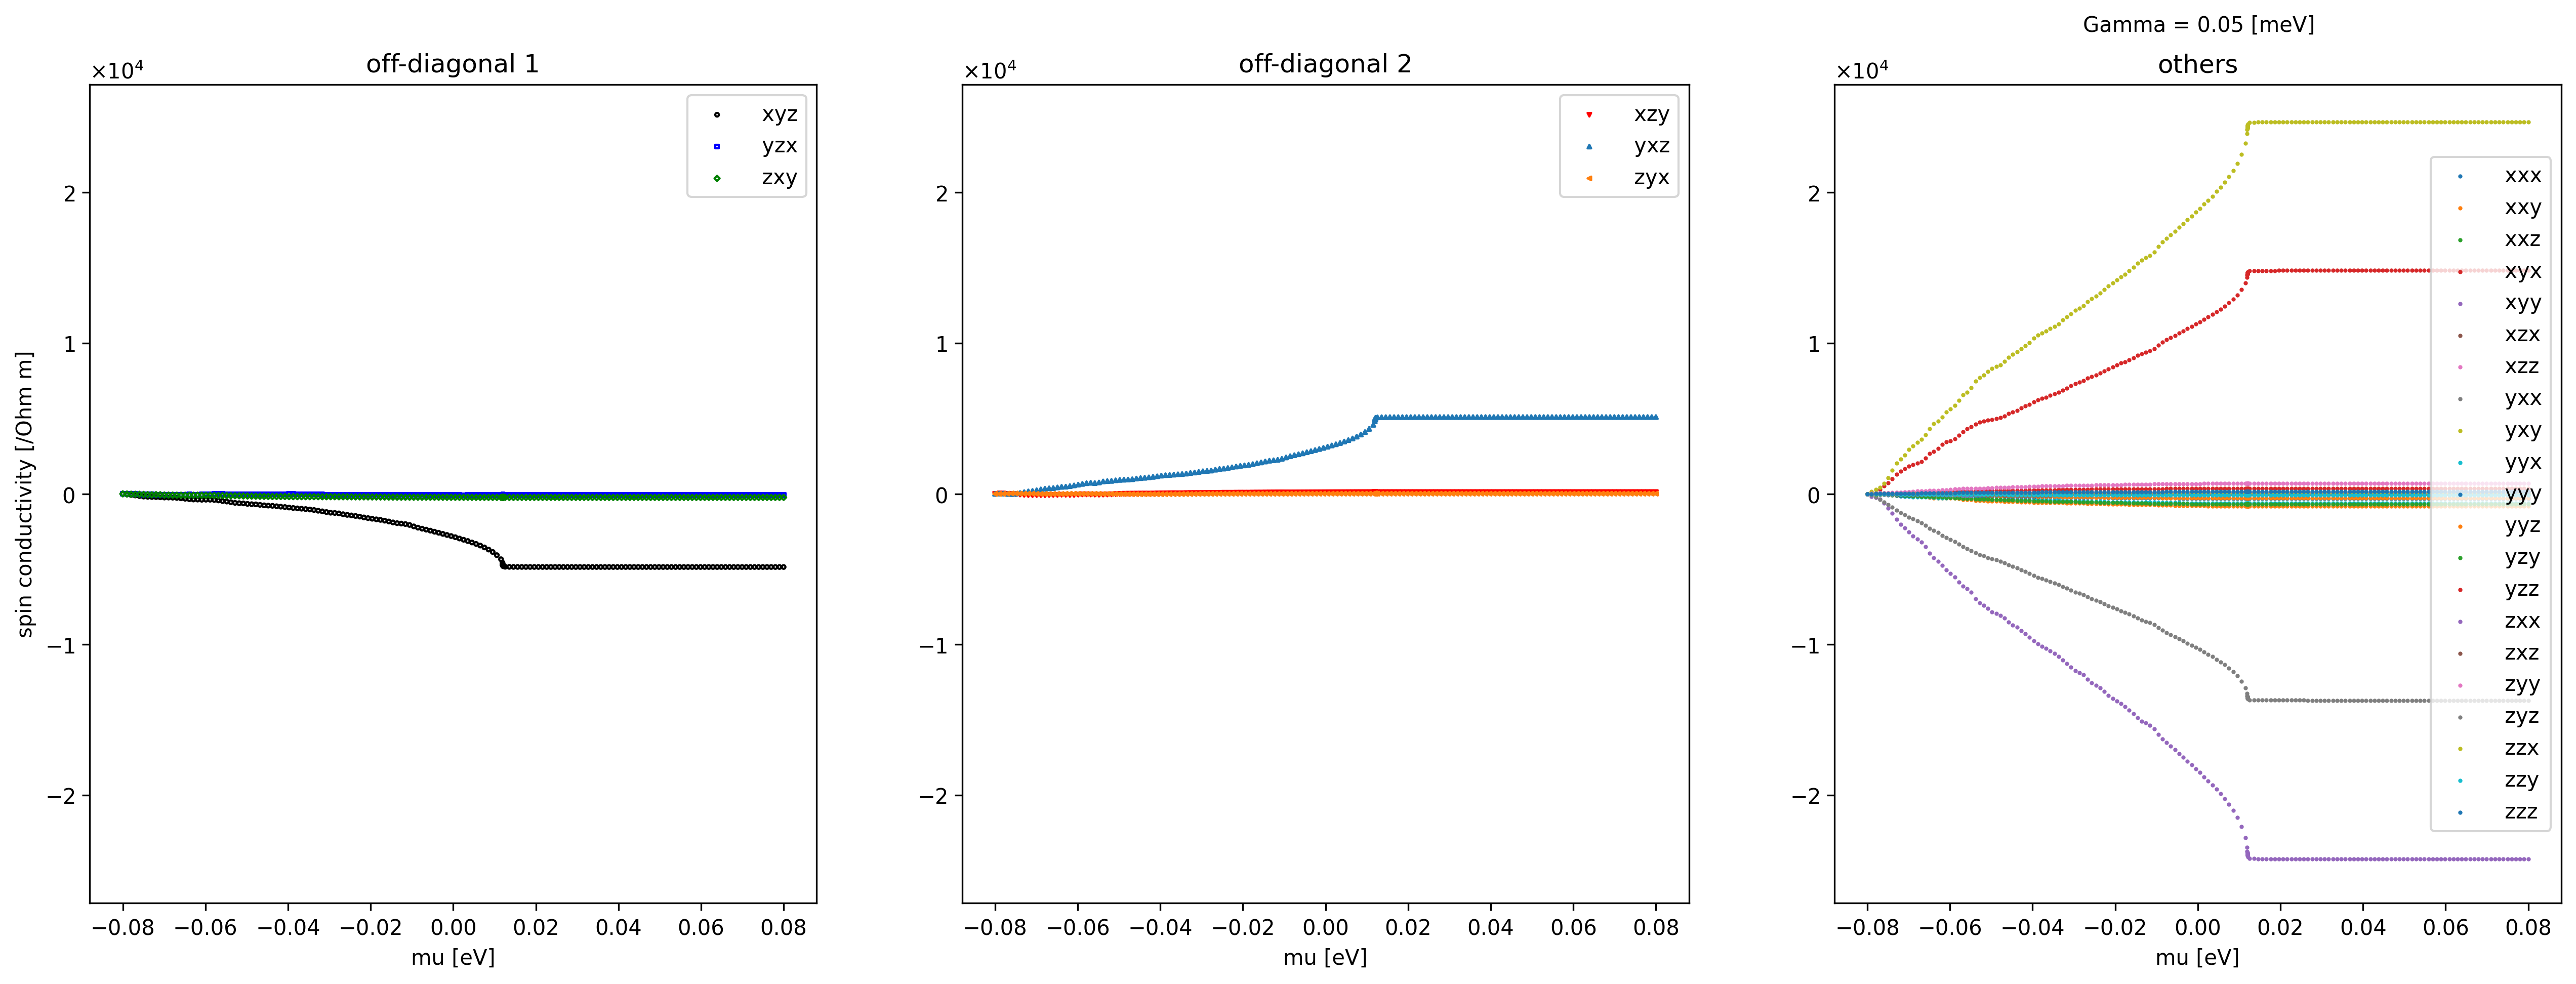 Gamma = 0.05 [meV]
off-diagonal 1
×10⁴
2
1
0
−1
−2
spin conductivity [/Ohm m]
−0.08 −0.06 −0.04 −0.02 0.00 0.02 0.04 0.06 0.08
mu [eV]
xyz
yzx
zxy
off-diagonal 2
×10⁴
2
1
0
−1
−2
−0.08 −0.06 −0.04 −0.02 0.00 0.02 0.04 0.06 0.08
mu [eV]
xzy
yxz
zyx
others
×10⁴
2
1
0
−1
−2
−0.08 −0.06 −0.04 −0.02 0.00 0.02 0.04 0.06 0.08
mu [eV]
xxx
xxy
xxz
xyx
xyy
xzx
xzz
yxx
yxy
yyx
yyy
yyz
yzy
yzz
zxx
zxz
zyy
zyz
zzx
zzy
zzz